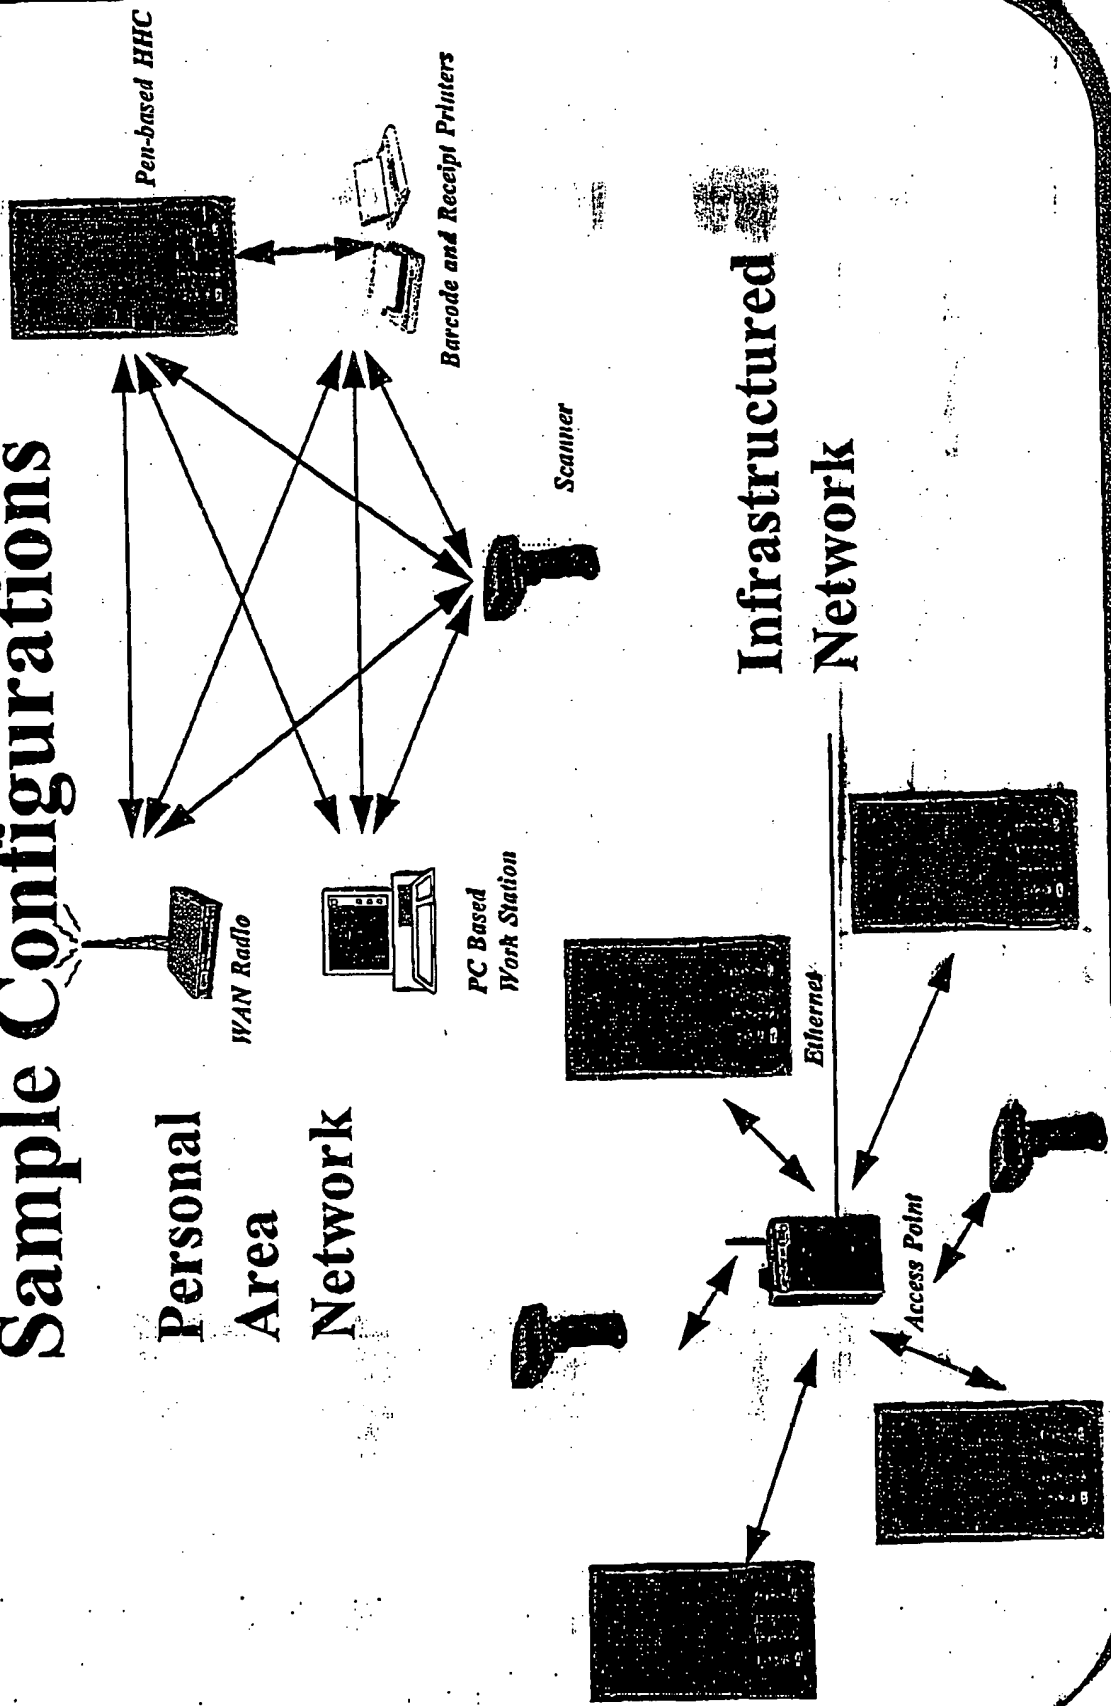 Sample Configurations
Personal
Area
Network
WAN Radio
PC Based
Work Station
Pen-based HHC
Barcode and Receipt Printers
Scanner
Infrastructured
Network
Ethernet
Access Point